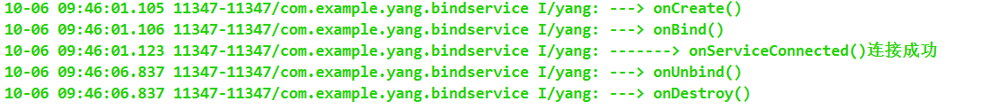 10-06 09:46:01.105 11347-11347/com.example.yang.bindservice I/yang: ---> onCreate()
10-06 09:46:01.106 11347-11347/com.example.yang.bindservice I/yang: ---> onBind()
10-06 09:46:01.123 11347-11347/com.example.yang.bindservice I/yang: -------> onServiceConnected()连接成功
10-06 09:46:06.837 11347-11347/com.example.yang.bindservice I/yang: ---> onUnbind()
10-06 09:46:06.837 11347-11347/com.example.yang.bindservice I/yang: ---> onDestroy()